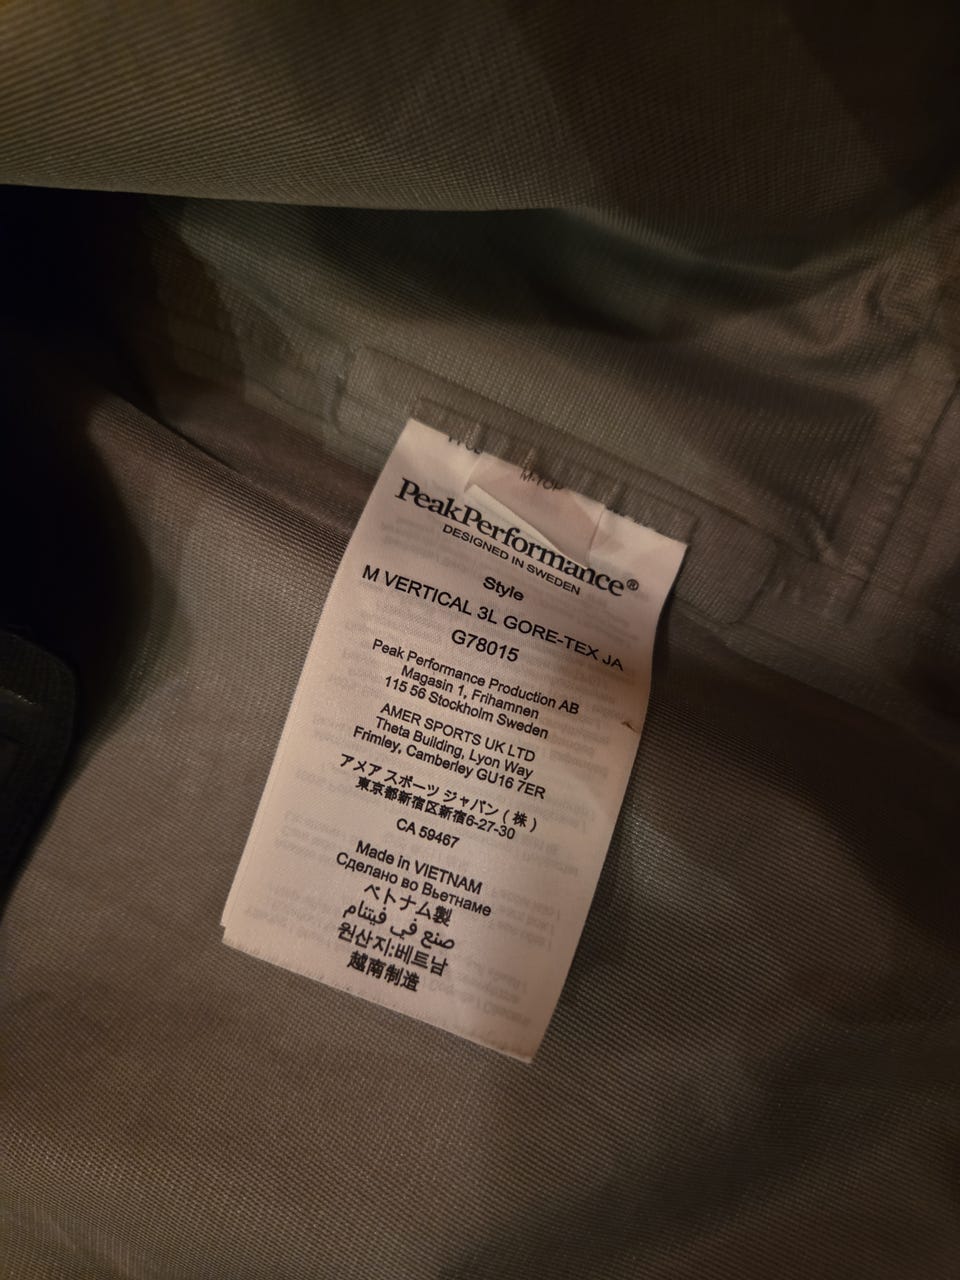 M-TOP
PeakPerformance®
DESIGNED IN SWEDEN
Style
M VERTICAL 3L GORE-TEX JA
G78015
Peak Performance Production AB
Magasin 1, Frihamnen
115 56 Stockholm Sweden
AMER SPORTS UK LTD
Theta Building, Lyon Way
Frimley, Camberley GU16 7ER
アメア スポーツ ジャパン ( 株 )
東京都新宿区新宿6-27-30
CA 59467
Made in VIETNAM
Сделано во Вьетнаме
ベトナム製
صنع في فيتنام
원산지:베트남
越南制造